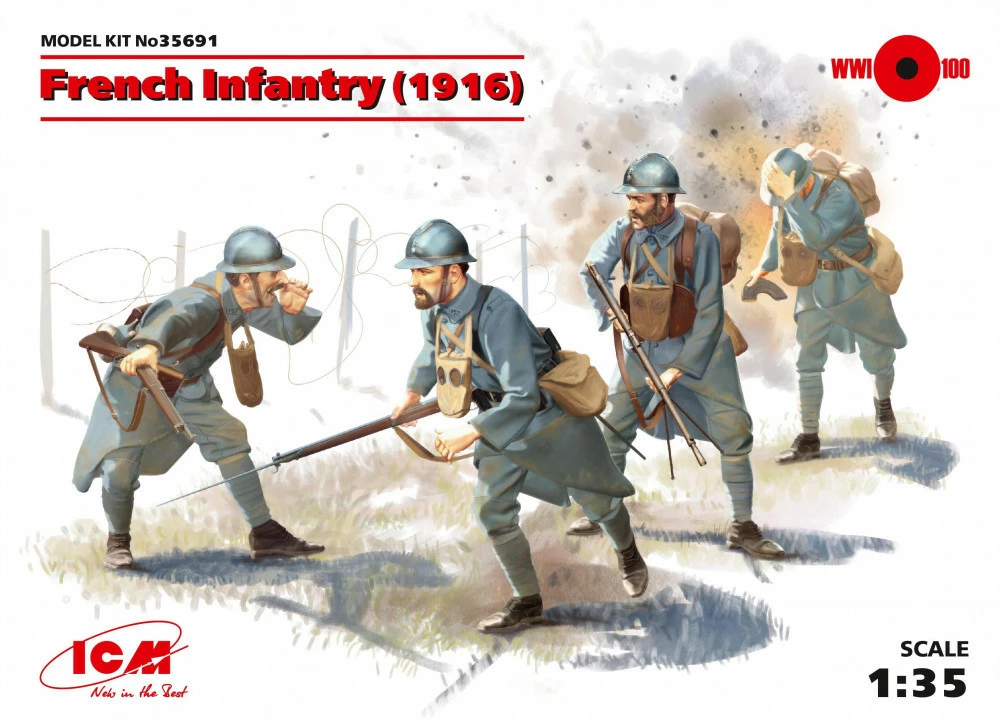 MODEL KIT No35691
French Infantry (1916)
WWI 100
ICM
New in the Best
SCALE
1:35